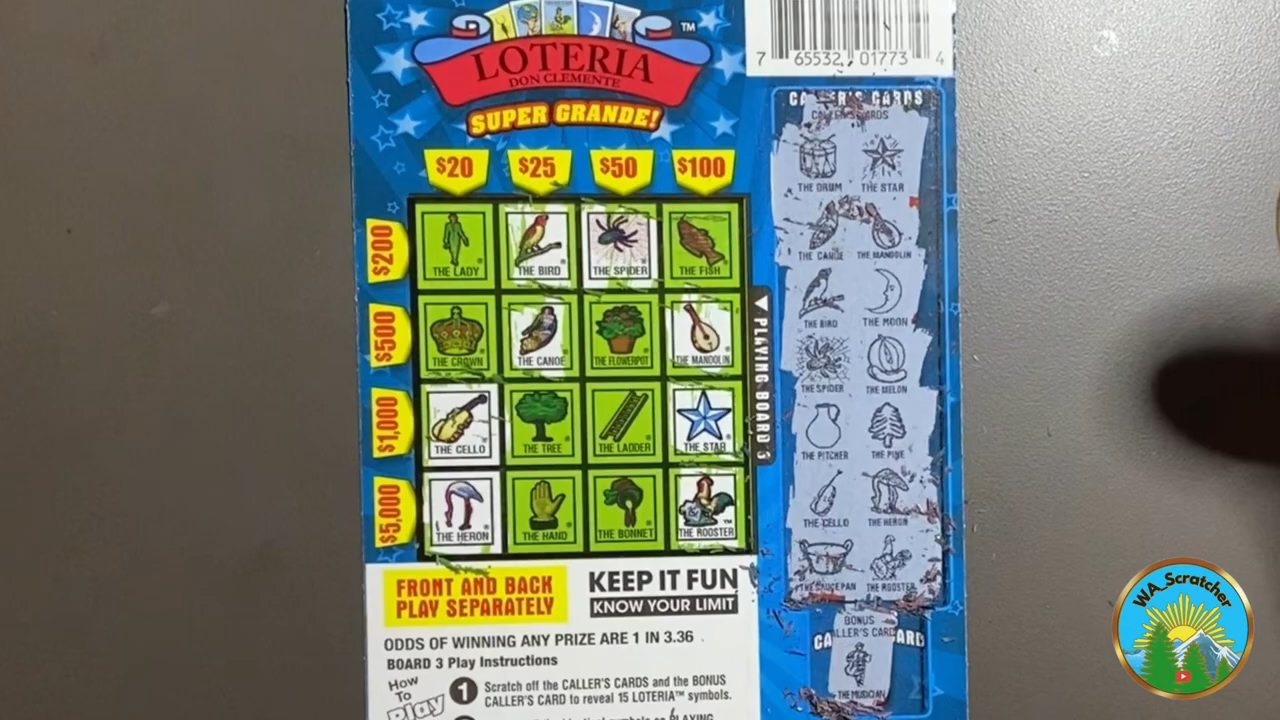 LOTERIA™
DON CLEMENTE
SUPER GRANDE!
7 65532 01773 4
$20 $25 $50 $100
$200
THE LADY THE BIRD THE SPIDER THE FISH
$500
THE CROWN THE CANOE THE FLOWERPOT THE MANDOLIN
$1,000
THE CELLO THE TREE THE LADDER THE STAR
$5,000
THE HERON THE HAND THE BONNET THE ROOSTER
PLAYING BOARD 3
CARDS
THE DRUM THE STAR
THE CANOE THE MANDOLIN
THE BIRD THE MOON
THE SPIDER THE MELON
THE PITCHER THE PINE
THE CELLO THE HERON
THE SAUCEPAN THE ROOSTER
BONUS
THE MUSICIAN
FRONT AND BACK
PLAY SEPARATELY
KEEP IT FUN
KNOW YOUR LIMIT
ODDS OF WINNING ANY PRIZE ARE 1 IN 3.36
BOARD 3 Play Instructions
HOW
TO
Play
1 Scratch off the CALLER'S CARDS and the BONUS
CALLER'S CARD to reveal 15 LOTERIA™ symbols.
WA_Scratcher